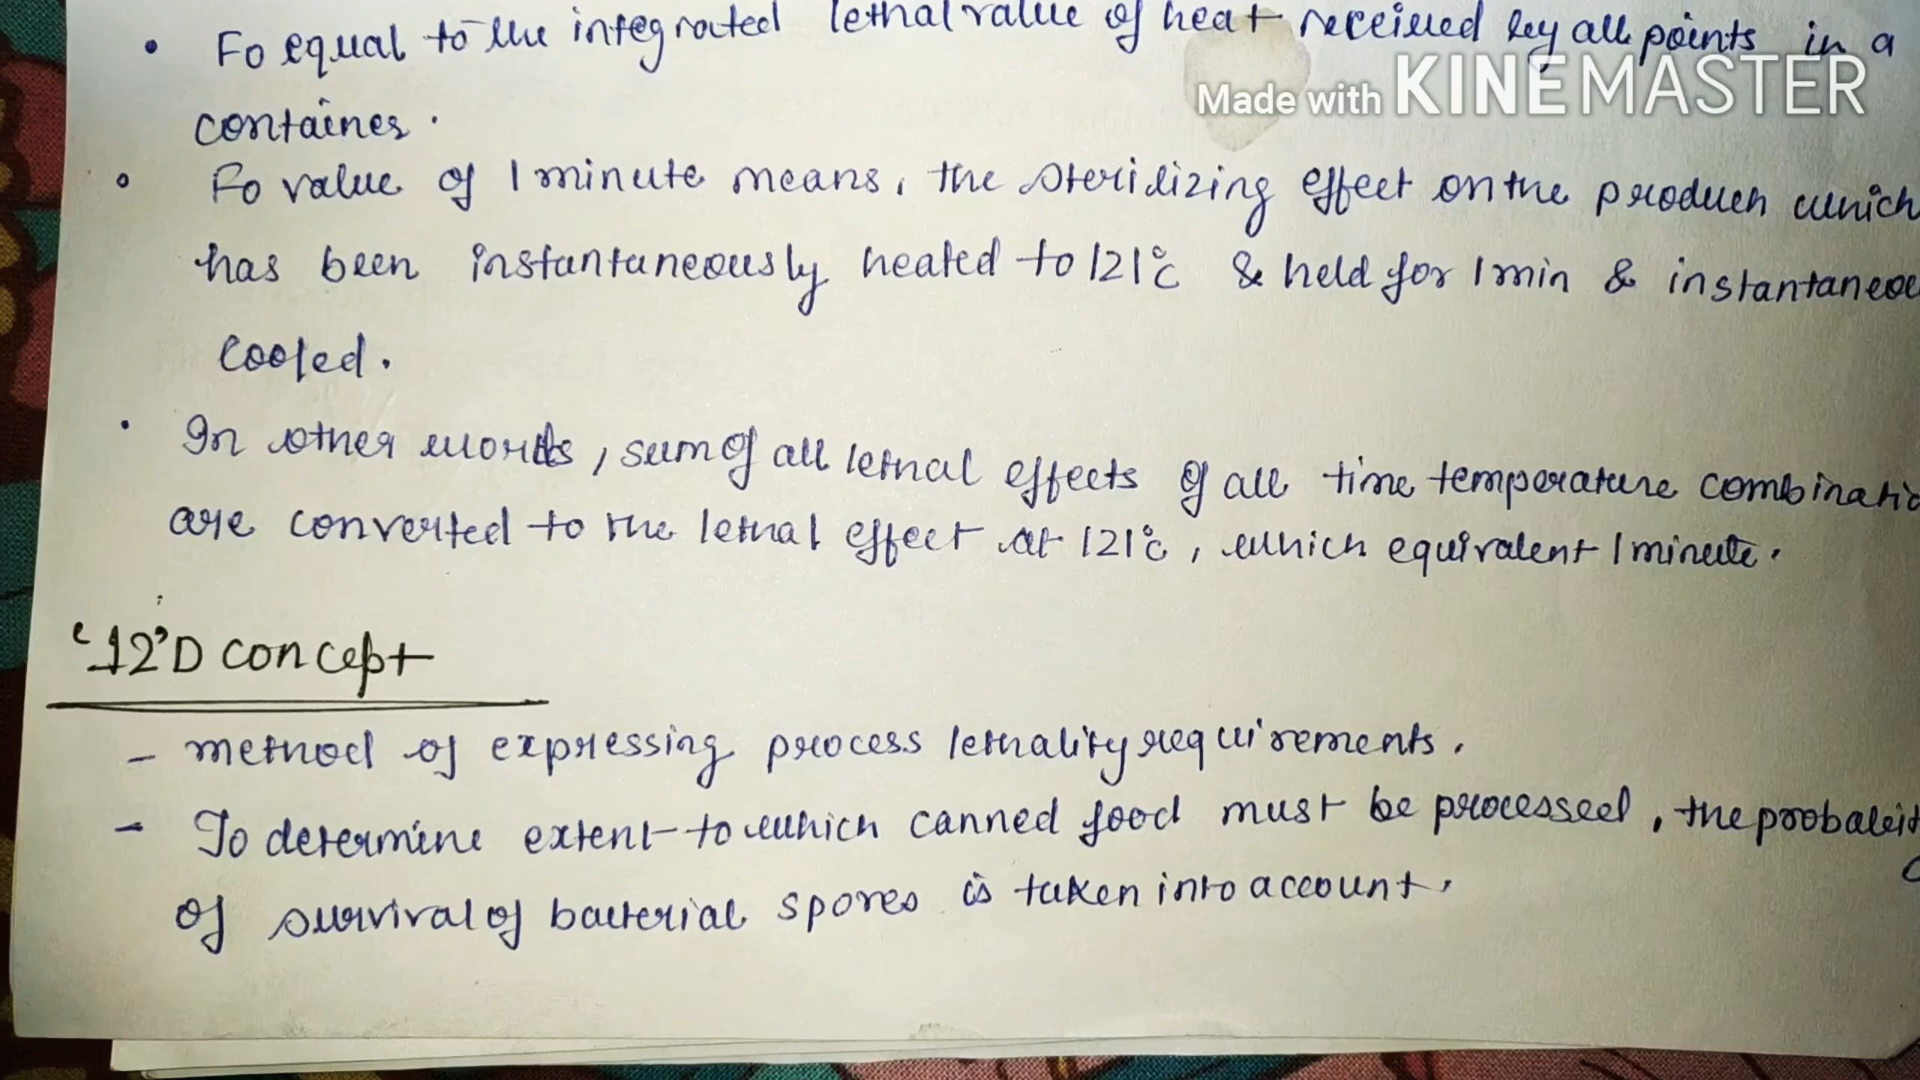 • Fo equal to the integrated lethal value of heat received by all points in a
Made with KINEMASTER
container.
• Fo value of 1 minute means, the sterilizing effect on the product which
has been instantaneously heated to 121°c & held for 1 min & instantaneou
cooled.
• In other words, sum of all lethal effects of all time temperature combinatio
are converted to the lethal effect at 121°c, which equivalent 1 minute.
'12'D concept
- method of expressing process lethality requirements.
- To determine extent to which canned food must be processed, the probabilit
of survival of bacterial spores is taken into account.